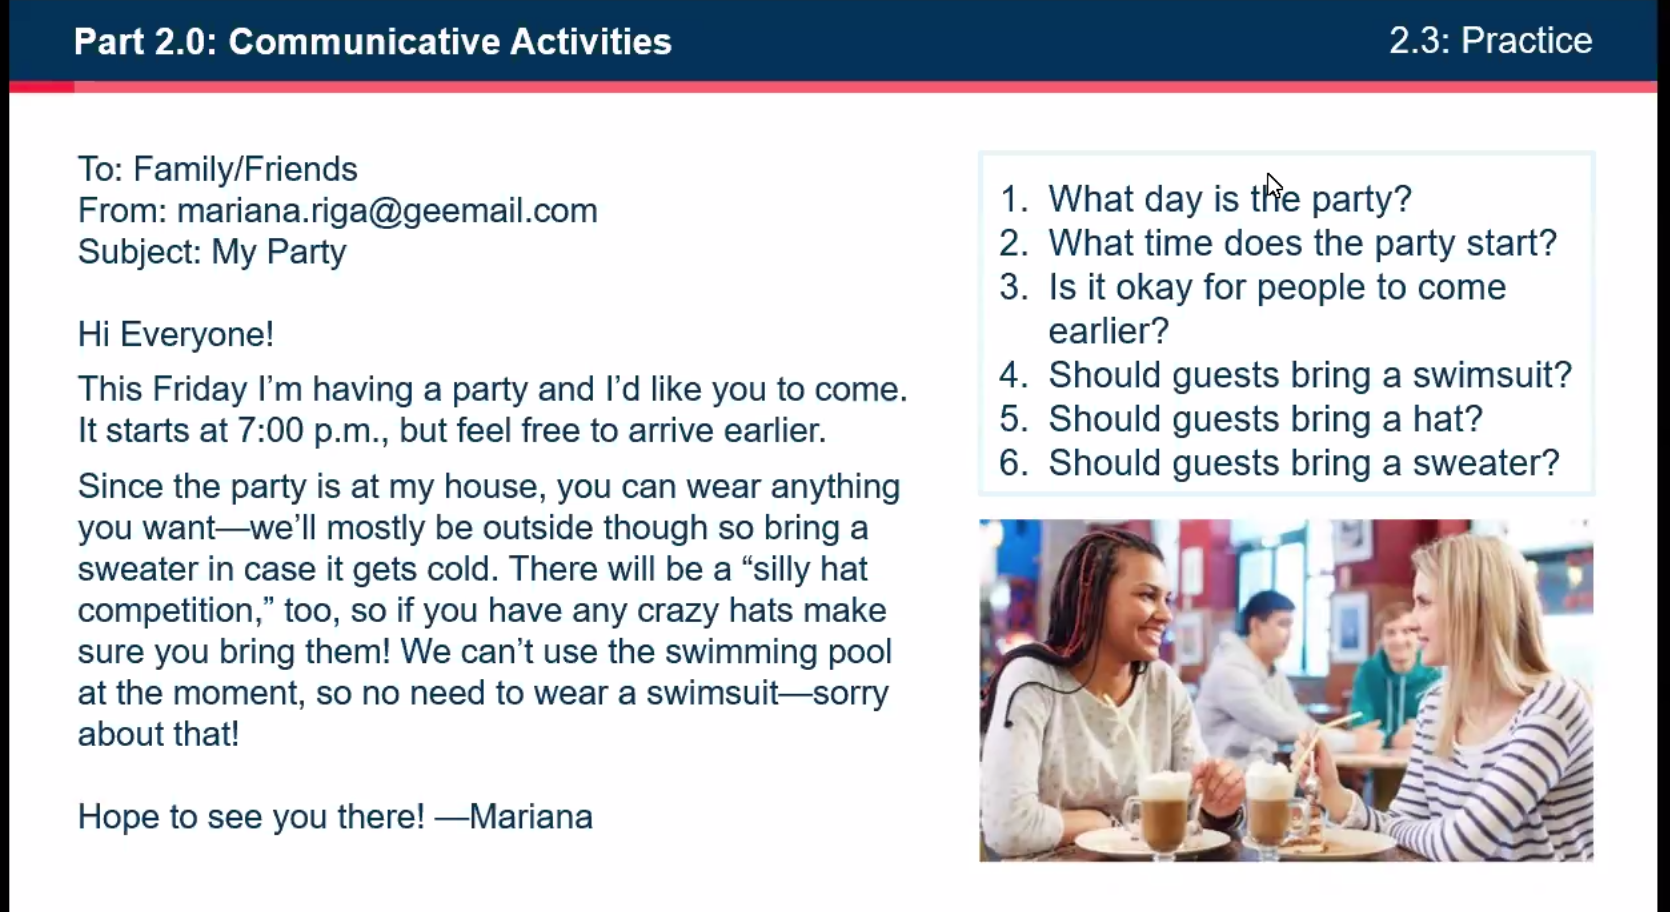 Part 2.0: Communicative Activities
2.3: Practice
To: Family/Friends
From: mariana.riga@geemail.com
Subject: My Party
Hi Everyone!
This Friday I’m having a party and I’d like you to come.
It starts at 7:00 p.m., but feel free to arrive earlier.
Since the party is at my house, you can wear anything
you want—we’ll mostly be outside though so bring a
sweater in case it gets cold. There will be a “silly hat
competition,” too, so if you have any crazy hats make
sure you bring them! We can’t use the swimming pool
at the moment, so no need to wear a swimsuit—sorry
about that!
Hope to see you there! —Mariana
1. What day is the party?
2. What time does the party start?
3. Is it okay for people to come
earlier?
4. Should guests bring a swimsuit?
5. Should guests bring a hat?
6. Should guests bring a sweater?